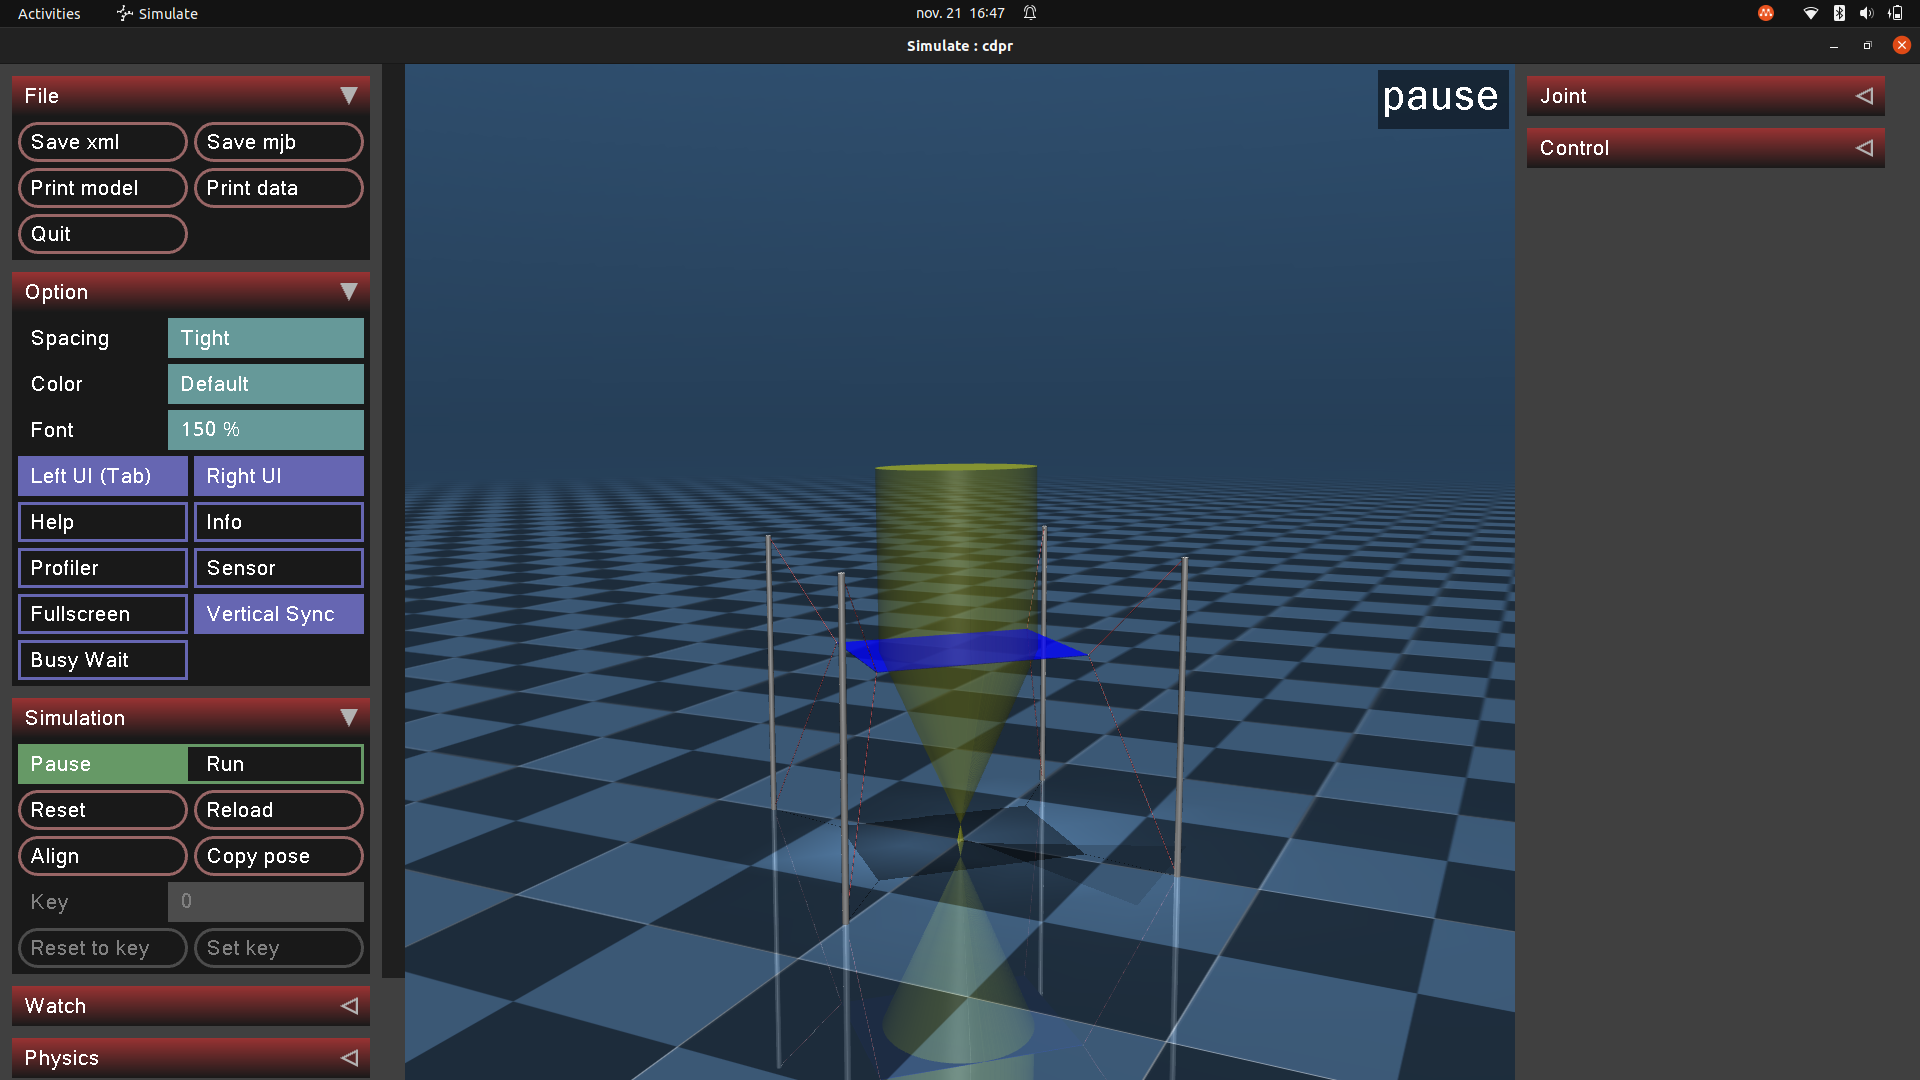 Activities Simulate nov. 21 16:47
Simulate : cdpr
File
Save xml Save mjb
Print model Print data
Quit
Option
Spacing Tight
Color Default
Font 150 %
Left UI (Tab) Right UI
Help Info
Profiler Sensor
Fullscreen Vertical Sync
Busy Wait
Simulation
Pause Run
Reset Reload
Align Copy pose
Key 0
Reset to key Set key
Watch
Physics
pause
Joint
Control